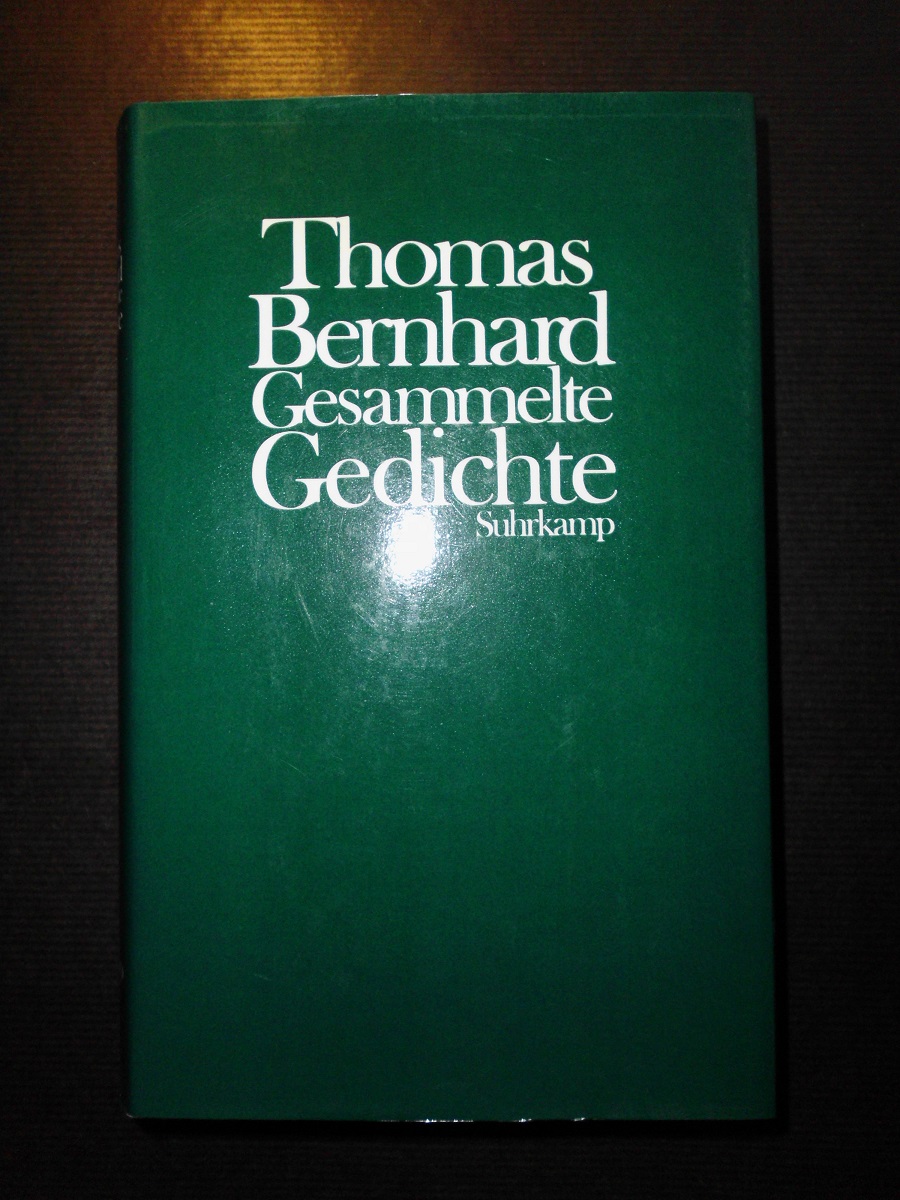 Thomas
Bernhard
Gesammelte
Gedichte
Suhrkamp